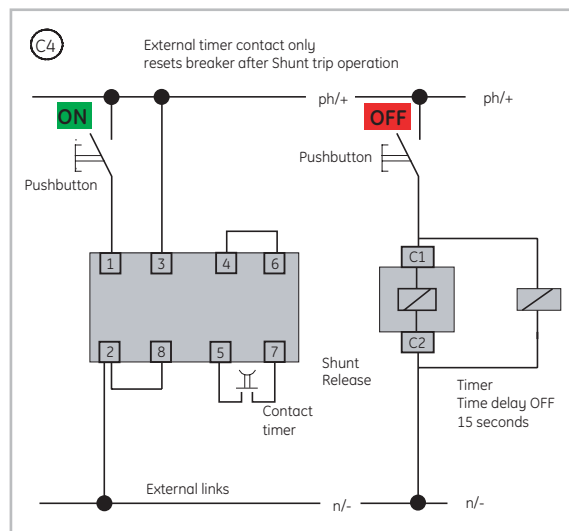 C4
External timer contact only
resets breaker after Shunt trip operation
ph/+
ph/+
ON
OFF
Pushbutton
Pushbutton
1
3
4
6
C1
2
8
5
7
C2
Contact
timer
Shunt
Release
Timer
Time delay OFF
15 seconds
External links
n/-
n/-